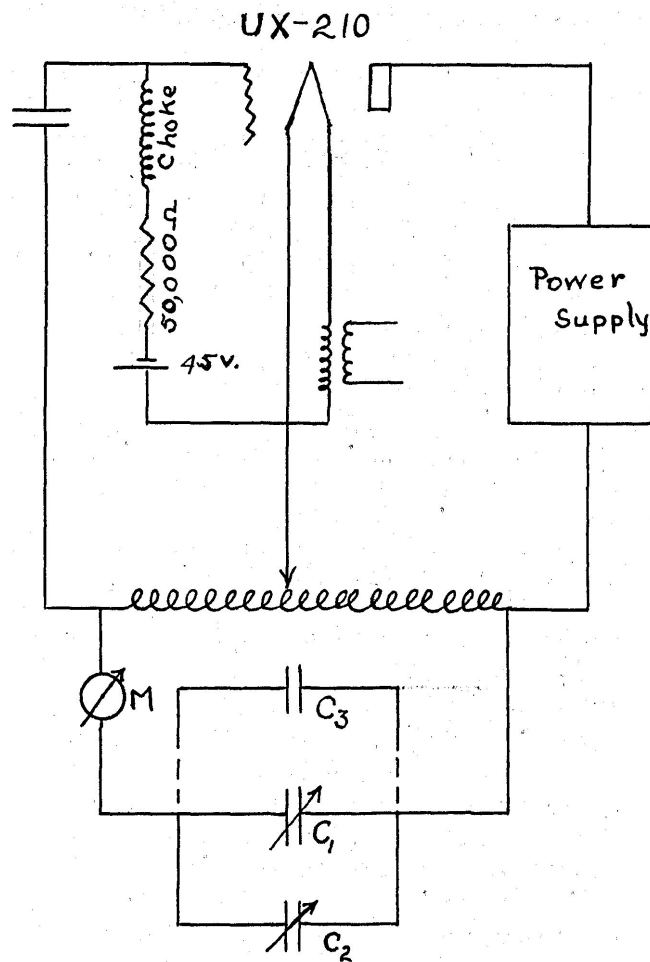 UX-210
Choke
50,000Ω
45v.
Power
Supply
M
C3
C1
C2